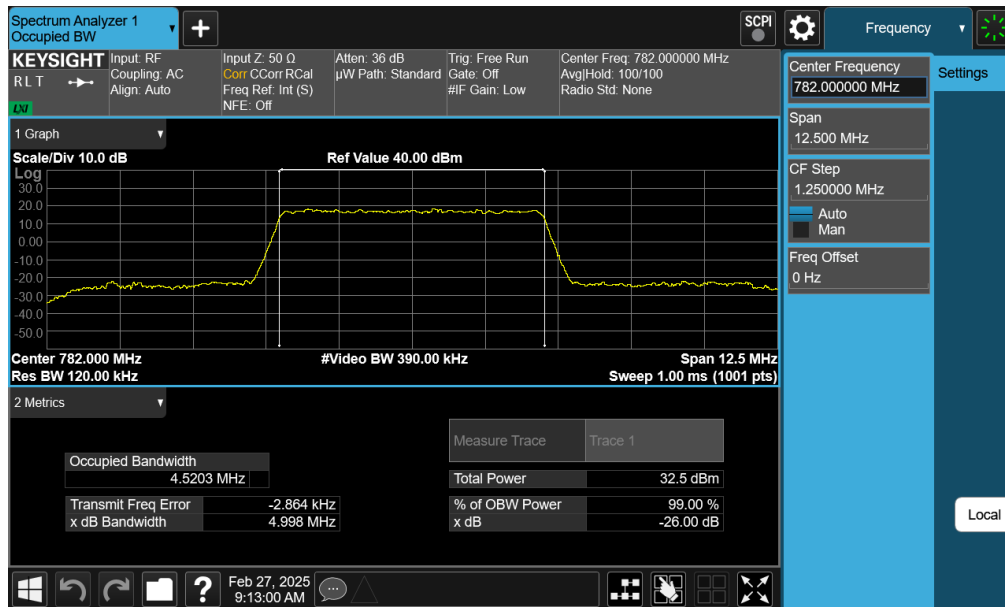 Spectrum Analyzer 1
Occupied BW
+
SCPI
Frequency
KEYSIGHT
R L T
LXI
Input: RF
Coupling: AC
Align: Auto
Input Z: 50 Ω
Corr CCorr RCal
Freq Ref: Int (S)
NFE: Off
Atten: 36 dB
µW Path: Standard
Trig: Free Run
Gate: Off
#IF Gain: Low
Center Freq: 782.000000 MHz
Avg|Hold: 100/100
Radio Std: None
Center Frequency
782.000000 MHz
Settings
Span
12.500 MHz
CF Step
1.250000 MHz
Auto
Man
Freq Offset
0 Hz
Local
1 Graph
Scale/Div 10.0 dB
Ref Value 40.00 dBm
Log
30.0
20.0
10.0
0.00
-10.0
-20.0
-30.0
-40.0
-50.0
Center 782.000 MHz
#Video BW 390.00 kHz
Span 12.5 MHz
Res BW 120.00 kHz
Sweep 1.00 ms (1001 pts)
2 Metrics
Measure Trace Trace 1
Occupied Bandwidth
4.5203 MHz
Total Power 32.5 dBm
Transmit Freq Error -2.864 kHz
% of OBW Power 99.00 %
x dB Bandwidth 4.998 MHz
x dB -26.00 dB
?
Feb 27, 2025
9:13:00 AM